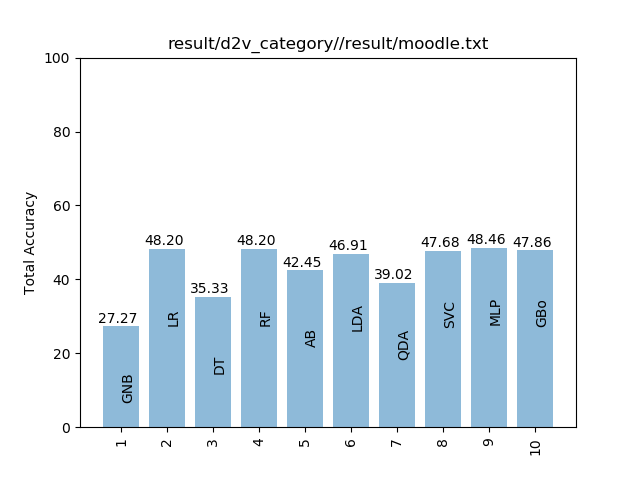 result/d2v_category//result/moodle.txt
Total Accuracy
100
80
60
40
20
0
27.27
48.20
35.33
48.20
42.45
46.91
39.02
47.68
48.46
47.86
GNB
LR
DT
RF
AB
LDA
QDA
SVC
MLP
GBo
1
2
3
4
5
6
7
8
9
10